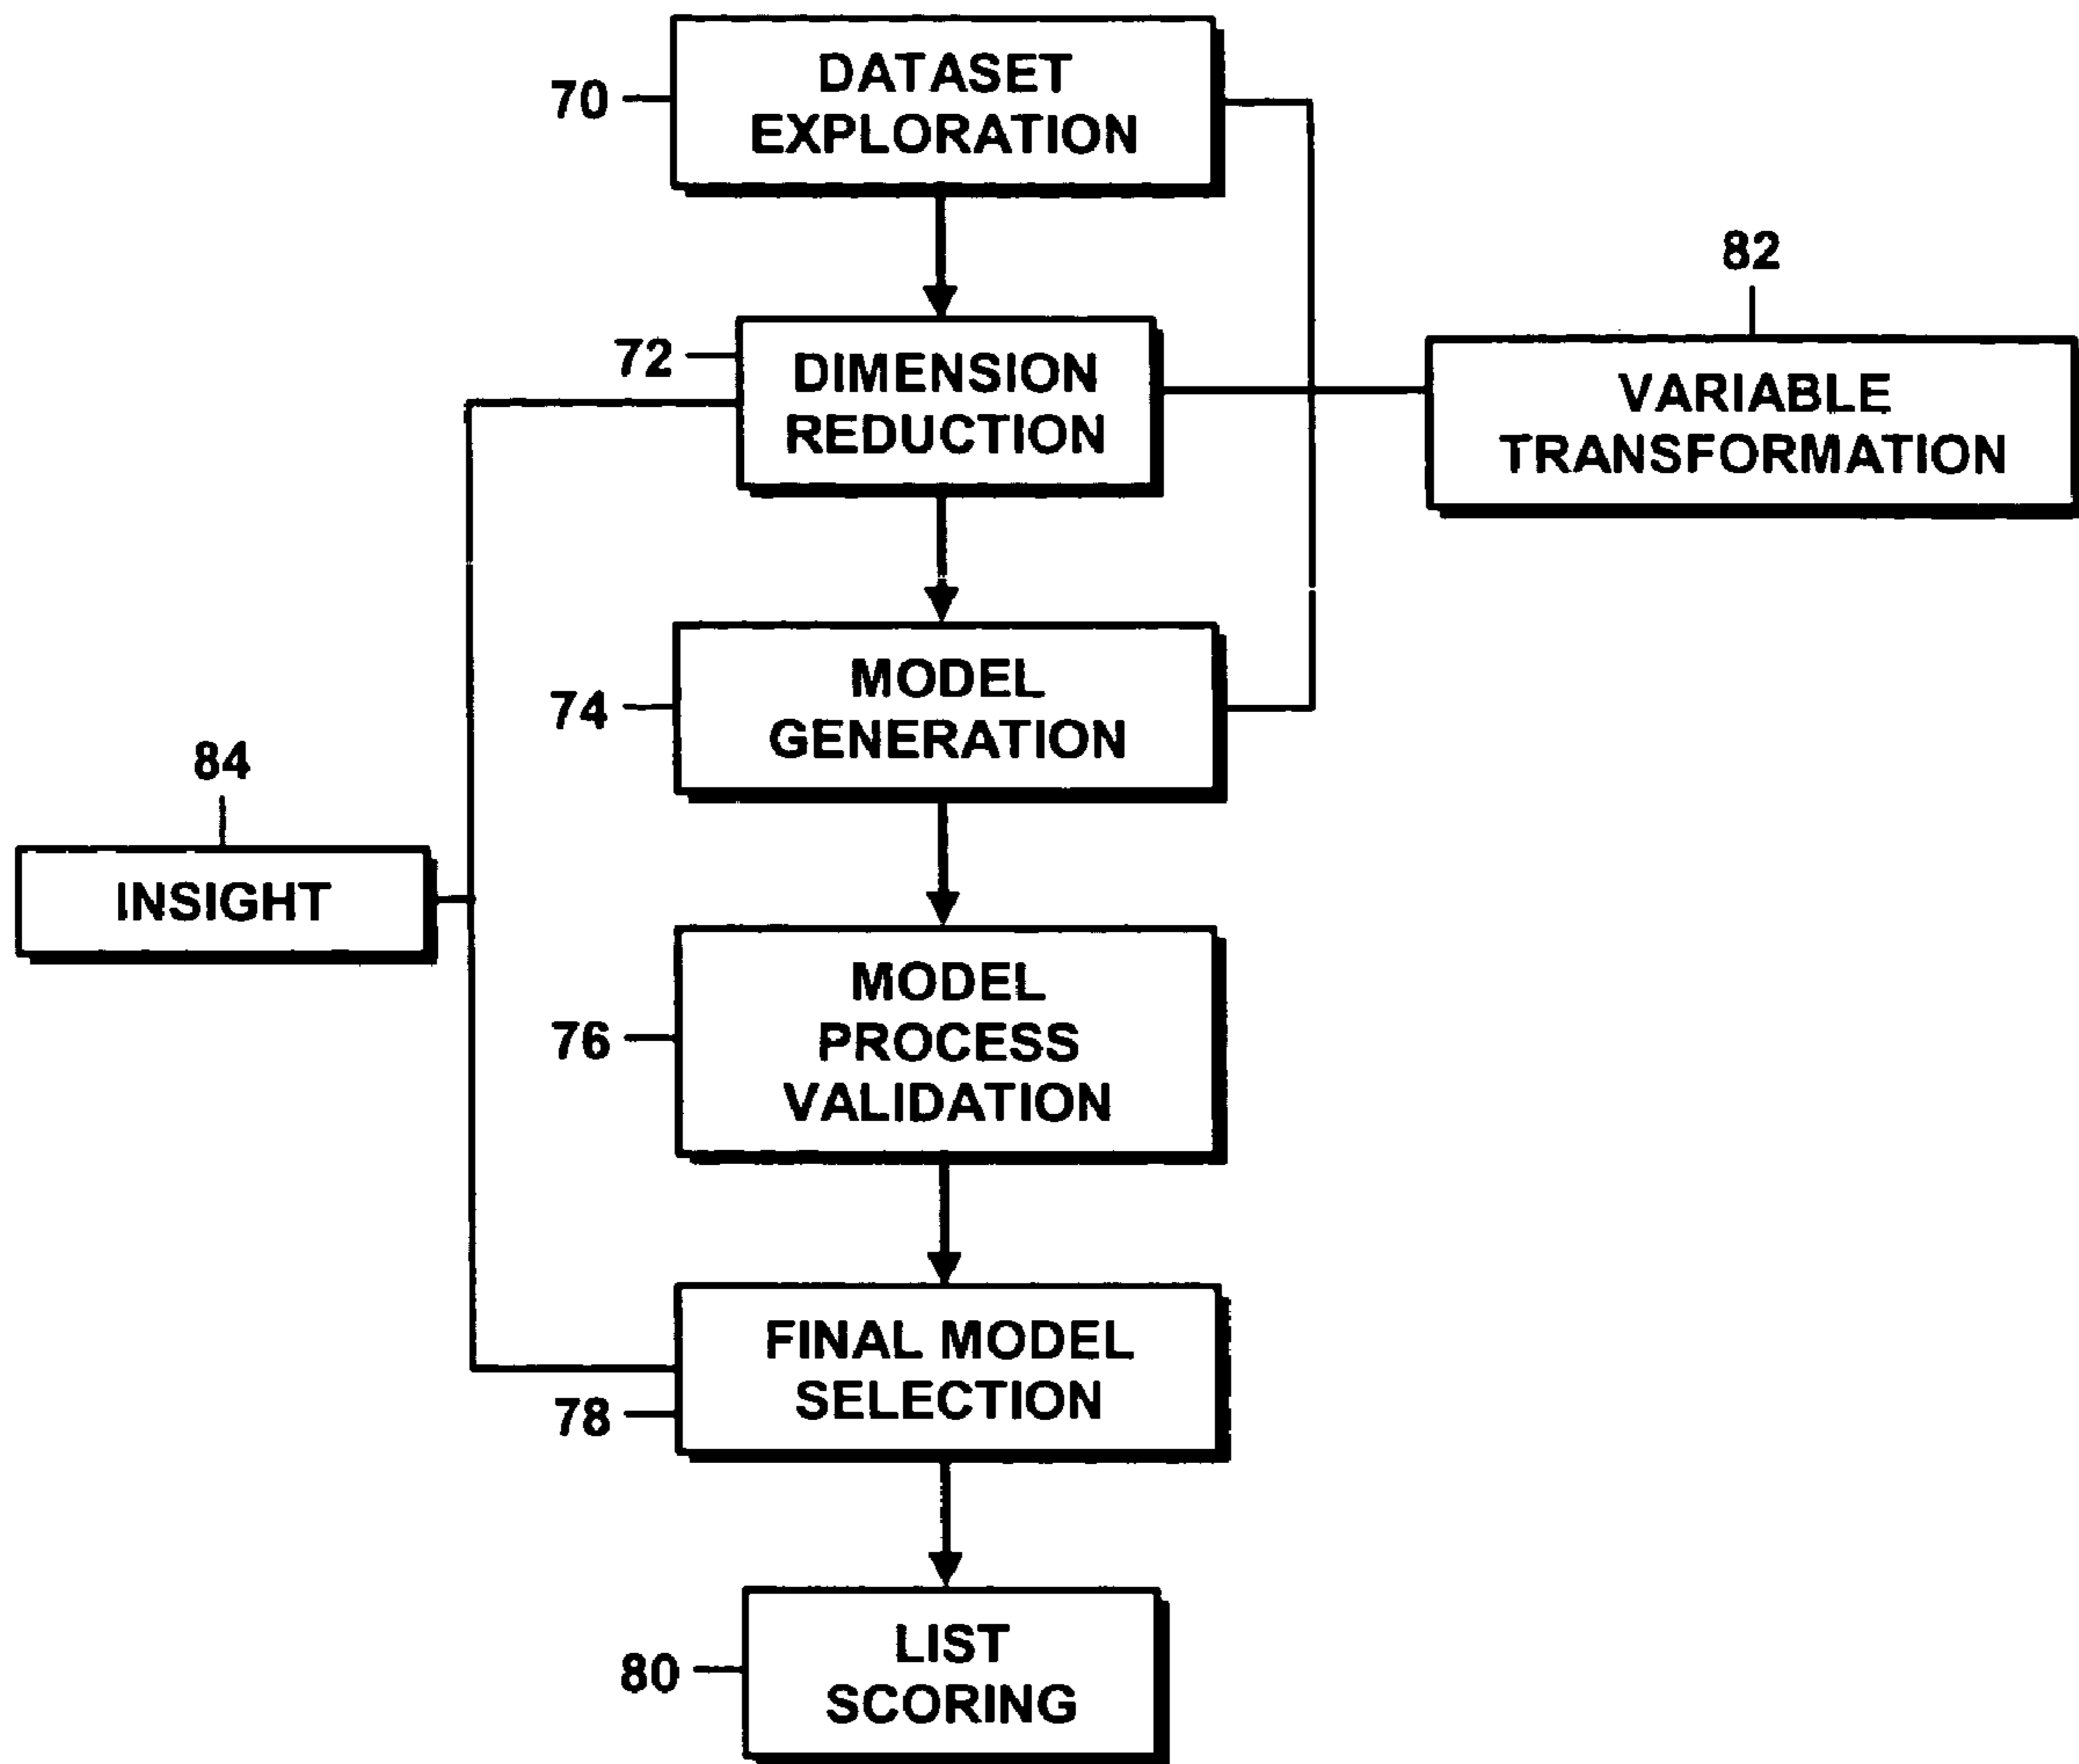 DATASET
EXPLORATION
70
82
DIMENSION
REDUCTION
72
VARIABLE
TRANSFORMATION
MODEL
GENERATION
74
84
INSIGHT
MODEL
PROCESS
VALIDATION
76
FINAL MODEL
SELECTION
78
LIST
SCORING
80